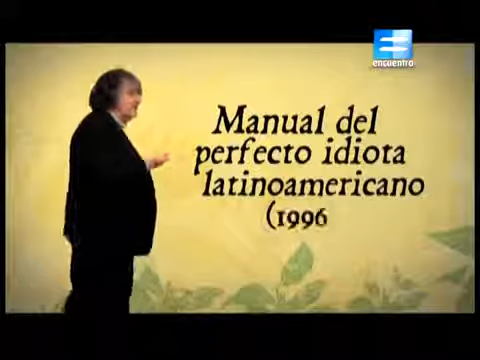 encuentro
Manual del
perfecto idiota
latinoamericano
(1996